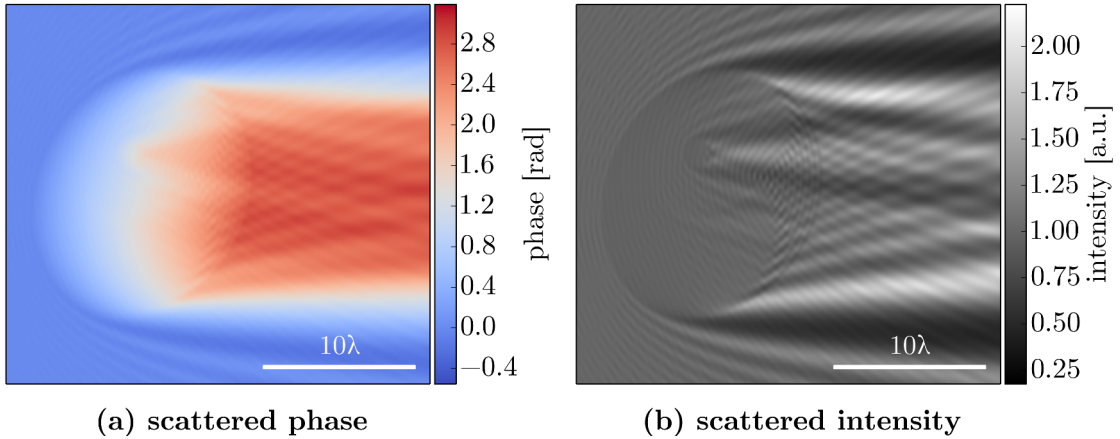 2.8
2.4
2.0
1.6
1.2
0.8
0.4
0.0
−0.4
phase [rad]
10λ
2.00
1.75
1.50
1.25
1.00
0.75
0.50
0.25
intensity [a.u.]
10λ
(a) scattered phase
(b) scattered intensity